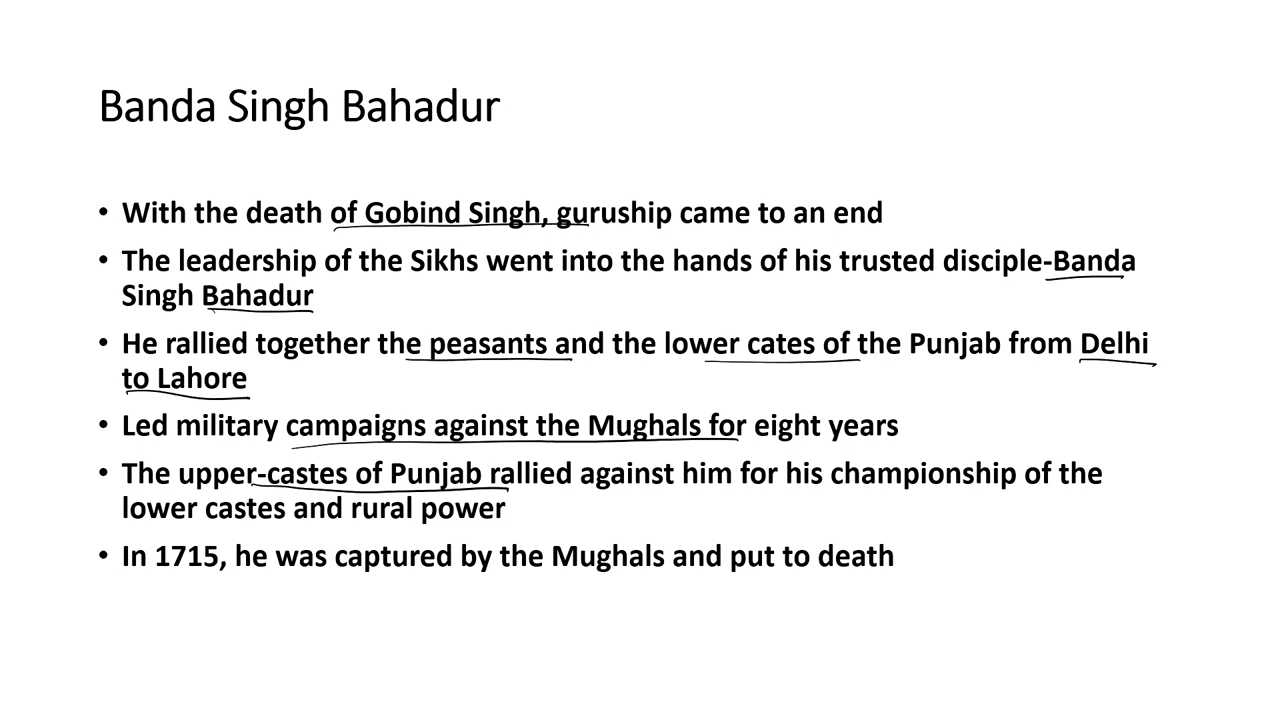 Banda Singh Bahadur
• With the death of Gobind Singh, guruship came to an end
• The leadership of the Sikhs went into the hands of his trusted disciple-Banda
Singh Bahadur
• He rallied together the peasants and the lower cates of the Punjab from Delhi
to Lahore
• Led military campaigns against the Mughals for eight years
• The upper-castes of Punjab rallied against him for his championship of the
lower castes and rural power
• In 1715, he was captured by the Mughals and put to death